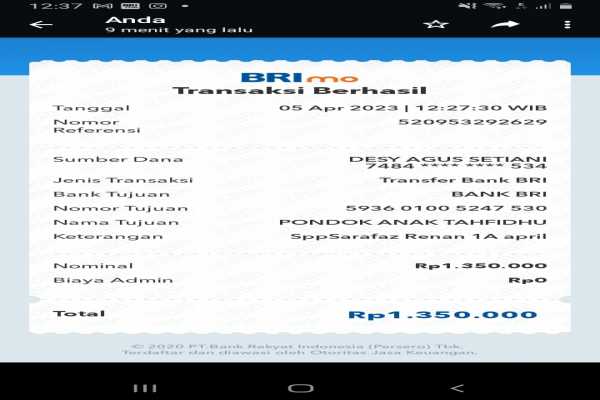 12:37
Anda
9 menit yang lalu
BRImo
Transaksi Berhasil
Tanggal 05 Apr 2023 | 12:27:30 WIB
Nomor Referensi 520953292629
Sumber Dana DESY AGUS SETIANI
7484 **** **** 534
Jenis Transaksi Transfer Bank BRI
Bank Tujuan BANK BRI
Nomor Tujuan 5936 0100 5247 530
Nama Tujuan PONDOK ANAK TAHFIDHU
Keterangan SppSarafaz Renan 1A april
Nominal Rp1.350.000
Biaya Admin Rp0
Total Rp1.350.000
© 2020 PT.Bank Rakyat Indonesia (Persero) Tbk.
Terdaftar dan diawasi oleh Otoritas Jasa Keuangan.